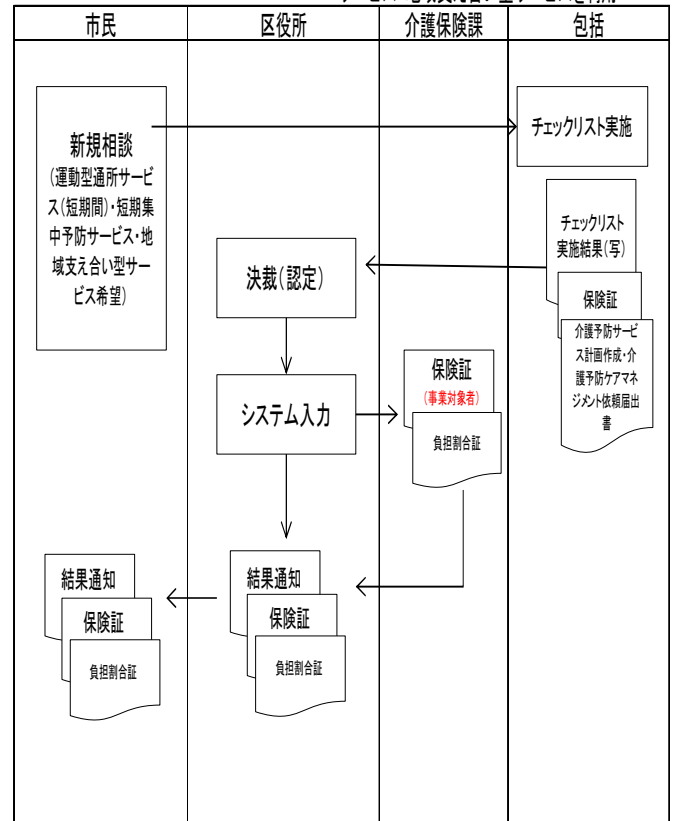 市民
区役所
介護保険課
包括
新規相談
（運動型通所サービ
ス（短期間）・短期集
中予防サービス・地
域支え合い型サー
ビス希望）
チェックリスト実施
チェックリスト
実施結果（写）
保険証
介護予防サービ
ス計画作成・介
護予防ケアマネ
ジメント依頼届出
書
決裁（認定）
システム入力
保険証
（事業対象者）
負担割合証
結果通知
保険証
負担割合証
結果通知
保険証
負担割合証